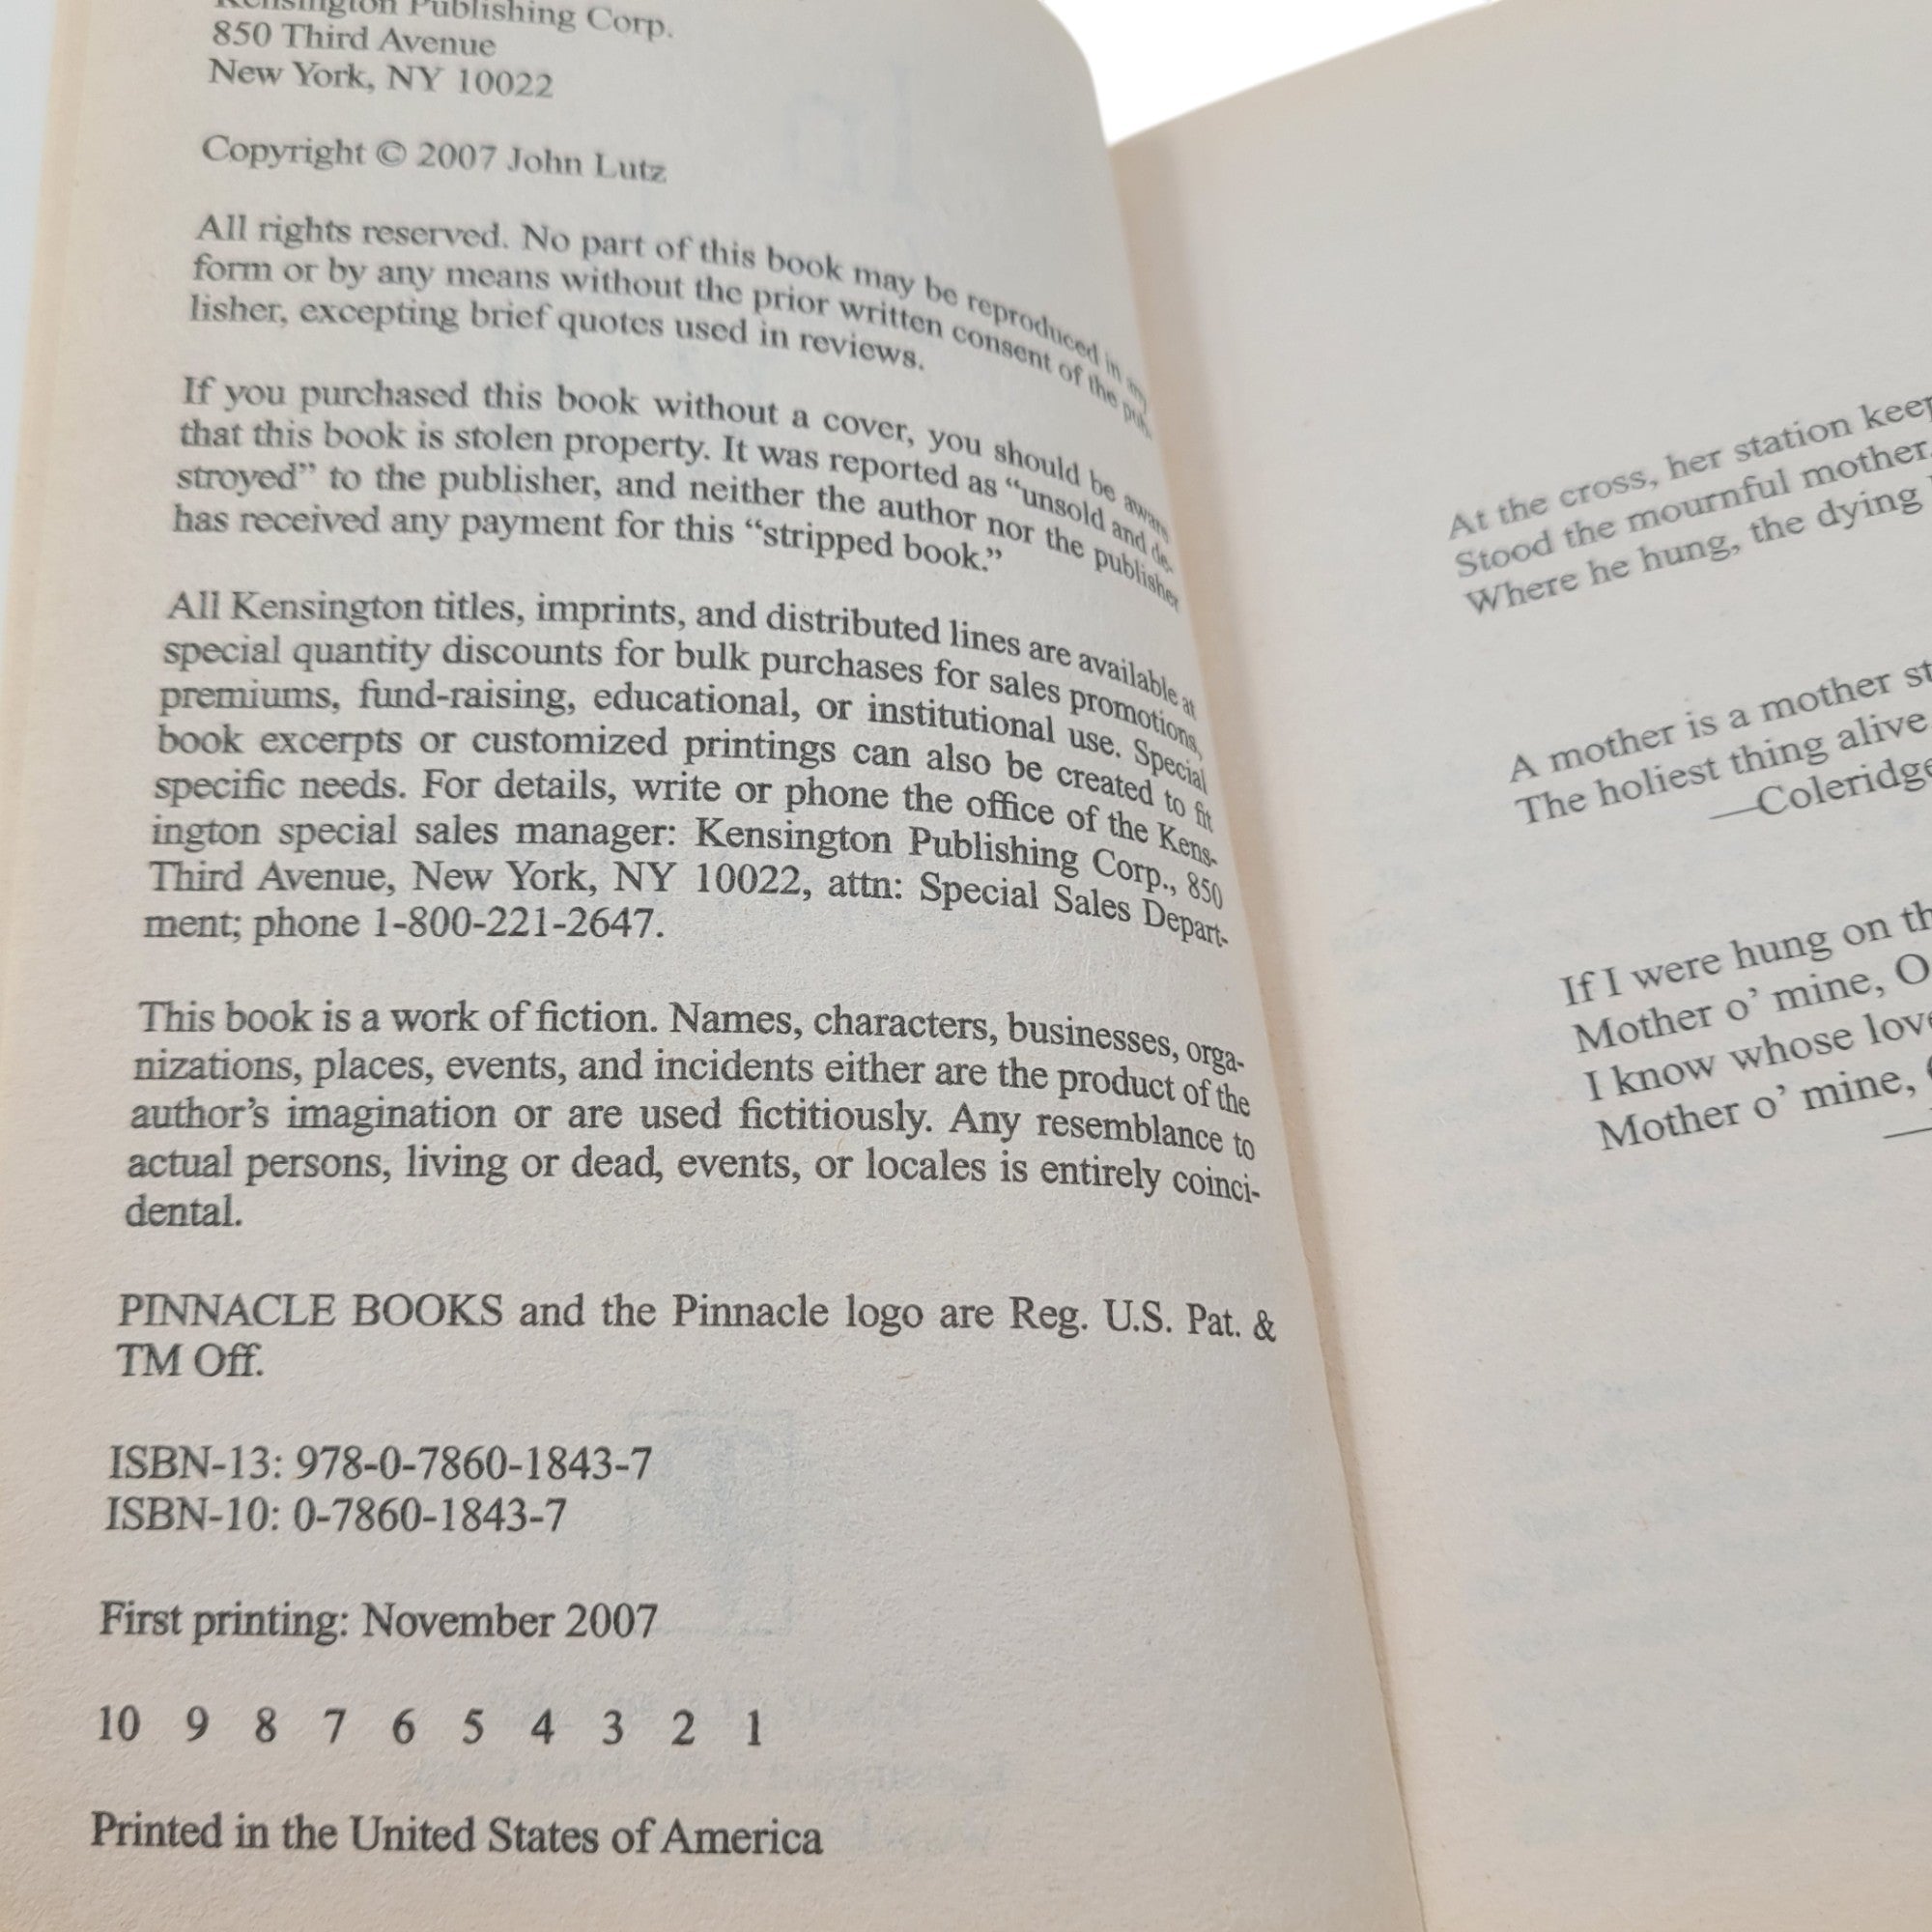 Kensington Publishing Corp.
850 Third Avenue
New York, NY 10022
Copyright © 2007 John Lutz
All rights reserved. No part of this book may be reproduced in any
form or by any means without the prior written consent of the pub-
lisher, excepting brief quotes used in reviews.
If you purchased this book without a cover, you should be aware
that this book is stolen property. It was reported as “unsold and de-
stroyed” to the publisher, and neither the author nor the publisher
has received any payment for this “stripped book.”
All Kensington titles, imprints, and distributed lines are available at
special quantity discounts for bulk purchases for sales promotions,
premiums, fund-raising, educational, or institutional use. Special
book excerpts or customized printings can also be created to fit
specific needs. For details, write or phone the office of the Kens-
ington special sales manager: Kensington Publishing Corp., 850
Third Avenue, New York, NY 10022, attn: Special Sales Depart-
ment; phone 1-800-221-2647.
This book is a work of fiction. Names, characters, businesses, orga-
nizations, places, events, and incidents either are the product of the
author’s imagination or are used fictitiously. Any resemblance to
actual persons, living or dead, events, or locales is entirely coinci-
dental.
PINNACLE BOOKS and the Pinnacle logo are Reg. U.S. Pat. &
TM Off.
ISBN-13: 978-0-7860-1843-7
ISBN-10: 0-7860-1843-7
First printing: November 2007
10 9 8 7 6 5 4 3 2 1
Printed in the United States of America
At the cross, her station
Stood the mournful mother
Where he hung, the dying
A mother is a mother
The holiest thing alive
—Coleridge
If I were hung on
Mother o’ mine, O
I know whose
Mother o’ mine,
—